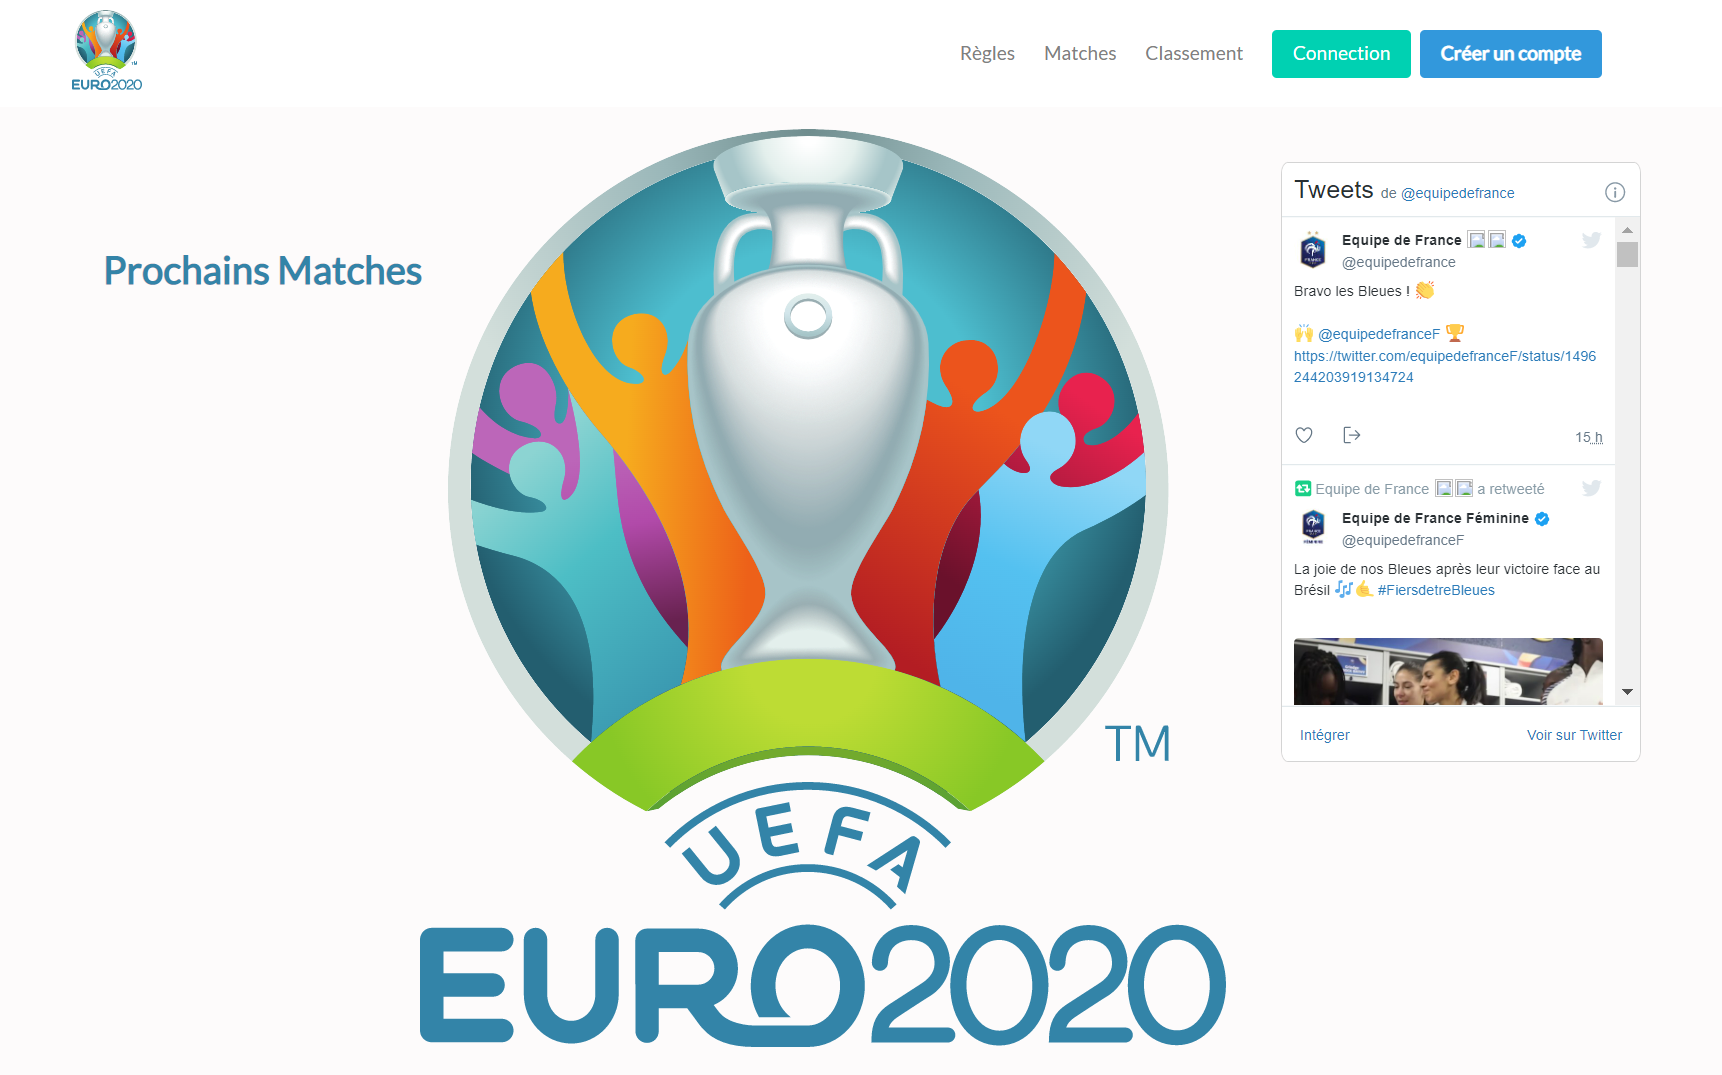 UEFA
EURO2020
Règles
Matches
Classement
Connection
Créer un compte
Prochains Matches
TM
UEFA
EURO2020
Tweets de @equipedefrance
Equipe de France
@equipedefrance
Bravo les Bleues ! 👏
🙌 @equipedefranceF 🏆
https://twitter.com/equipedefranceF/status/1496
244203919134724
15 h
Equipe de France a retweeté
Equipe de France Féminine
@equipedefranceF
La joie de nos Bleues après leur victoire face au
Brésil 🎶🤙 #FiersdetreBleues
Intégrer
Voir sur Twitter